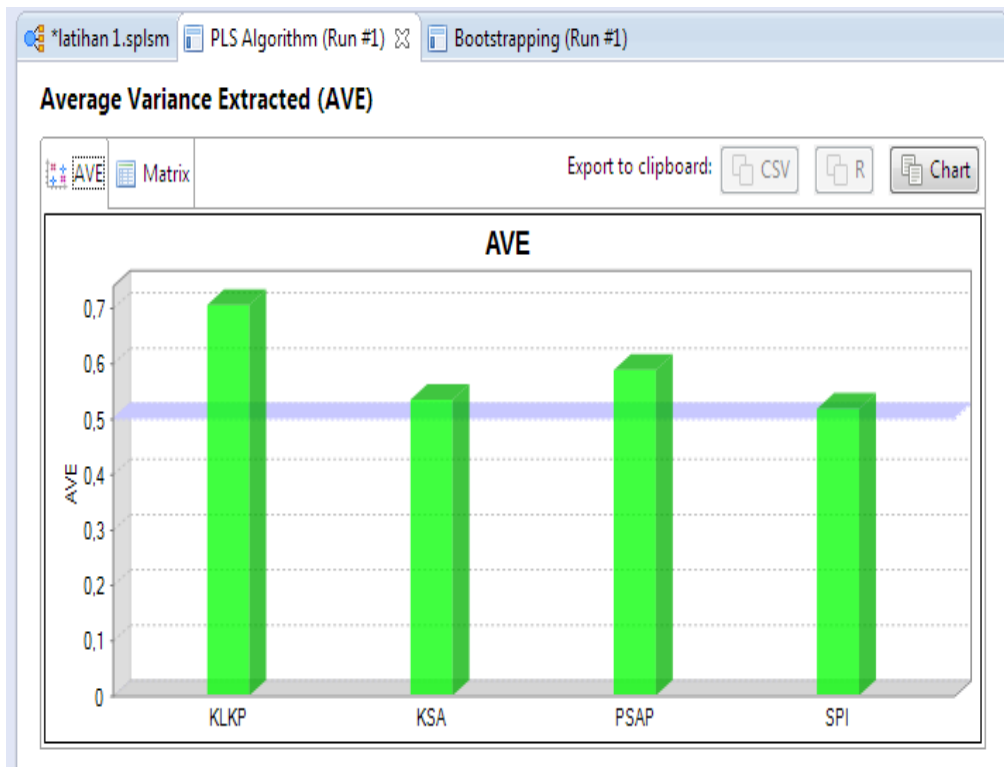 *latihan 1.splsm PLS Algorithm (Run #1) Bootstrapping (Run #1)
Average Variance Extracted (AVE)
AVE Matrix Export to clipboard: CSV R Chart
AVE
0,7
0,6
0,5
0,4
0,3
0,2
0,1
0
AVE
KLKP KSA PSAP SPI